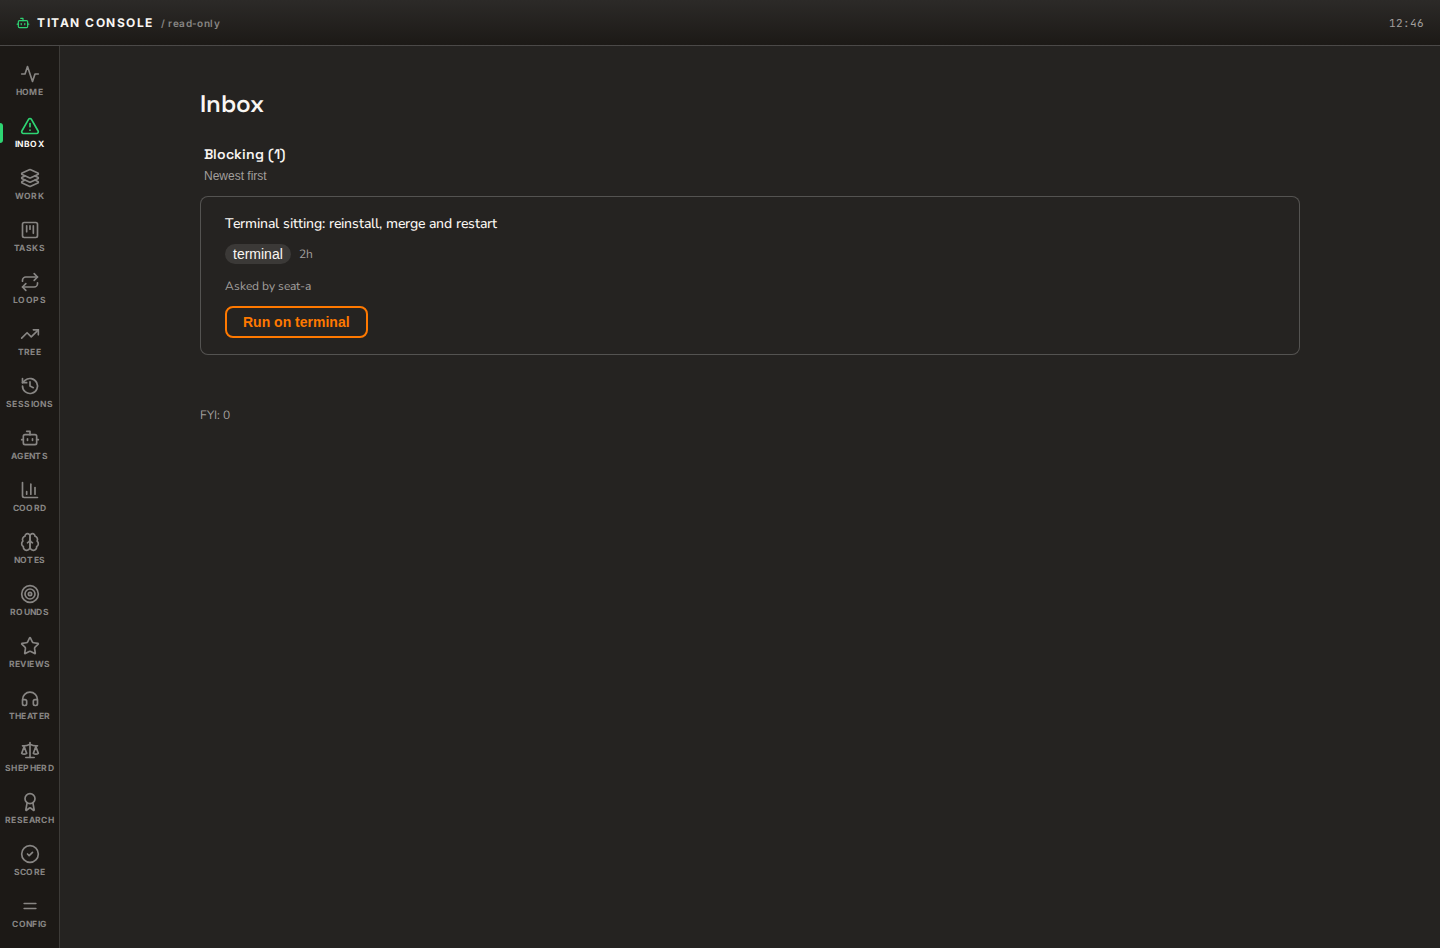 TITAN CONSOLE / read-only
12:46
HOME
INBOX
WORK
TASKS
LOOPS
TREE
SESSIONS
AGENTS
COORD
NOTES
ROUNDS
REVIEWS
THEATER
SHEPHERD
RESEARCH
SCORE
CONFIG
Inbox
Blocking (1)
Newest first
Terminal sitting: reinstall, merge and restart
terminal 2h
Asked by seat-a
Run on terminal
FYI: 0